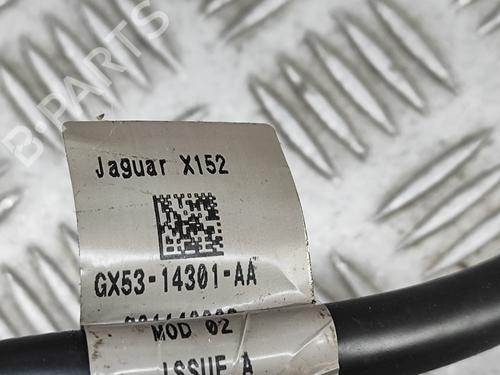 B-PARTS
Jaguar X152
GX53-14301-AA
MOD 02
ISSUE A